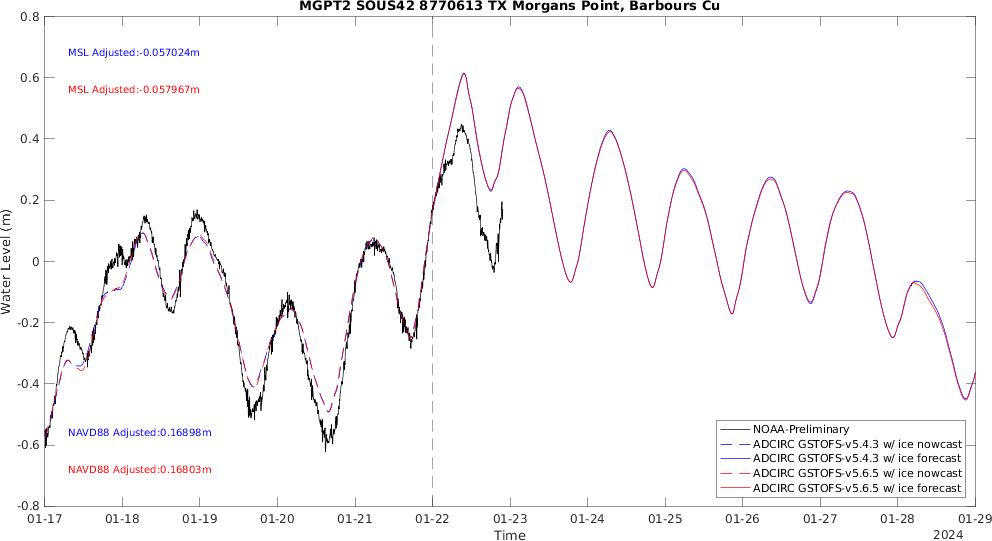 MGPT2 SOUS42 8770613 TX Morgans Point, Barbours Cu
MSL Adjusted:-0.057024m
MSL Adjusted:-0.057967m
NAVD88 Adjusted:0.16898m
NAVD88 Adjusted:0.16803m
Water Level (m)
0.8
0.6
0.4
0.2
0
-0.2
-0.4
-0.6
-0.8
NOAA-Preliminary
ADCIRC GSTOFS-v5.4.3 w/ ice nowcast
ADCIRC GSTOFS-v5.4.3 w/ ice forecast
ADCIRC GSTOFS-v5.6.5 w/ ice nowcast
ADCIRC GSTOFS-v5.6.5 w/ ice forecast
01-17 01-18 01-19 01-20 01-21 01-22 01-23 01-24 01-25 01-26 01-27 01-28 01-29
Time
2024